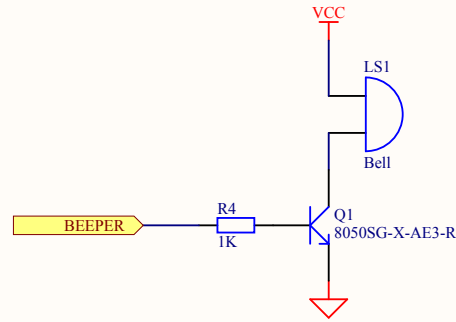 VCC
LS1
Bell
R4
BEEPER
1K
Q1
8050SG-X-AE3-R